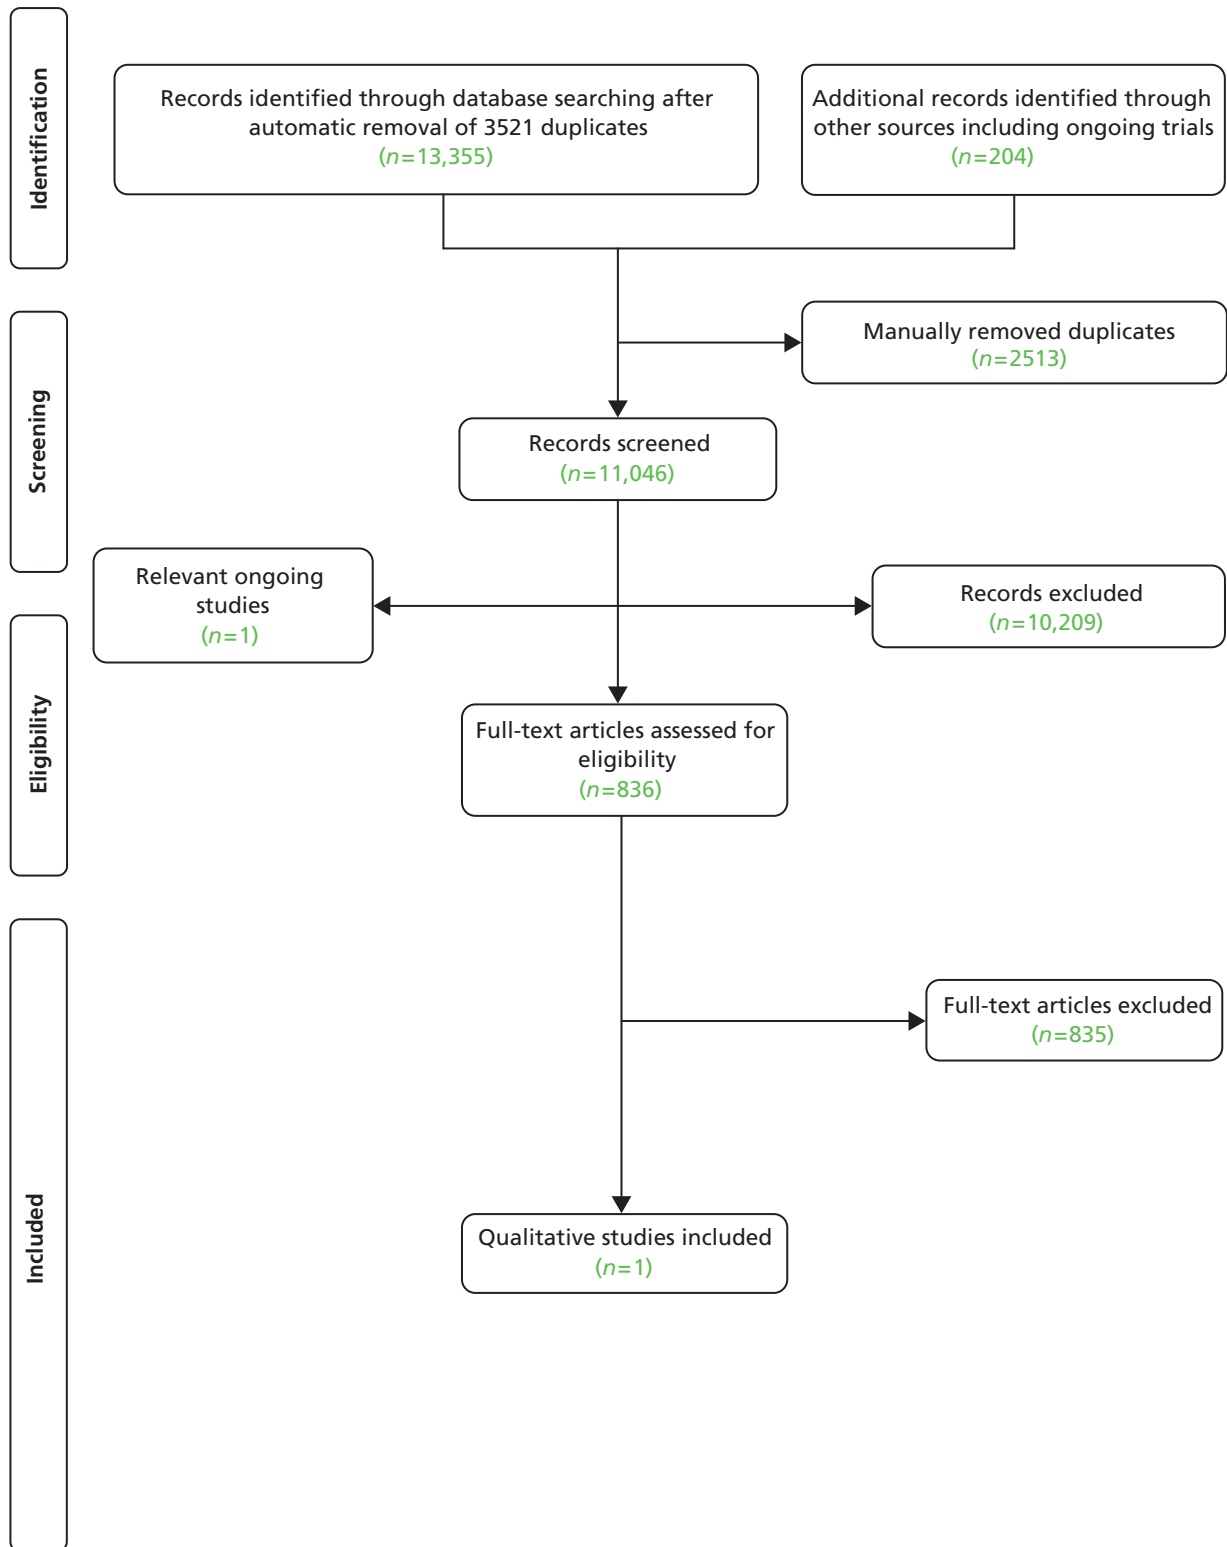 Identification
Records identified through database searching after
automatic removal of 3521 duplicates
(n=13,355)
Additional records identified through
other sources including ongoing trials
(n=204)
Screening
Manually removed duplicates
(n=2513)
Records screened
(n=11,046)
Relevant ongoing
studies
(n=1)
Records excluded
(n=10,209)
Eligibility
Full-text articles assessed for
eligibility
(n=836)
Included
Full-text articles excluded
(n=835)
Qualitative studies included
(n=1)